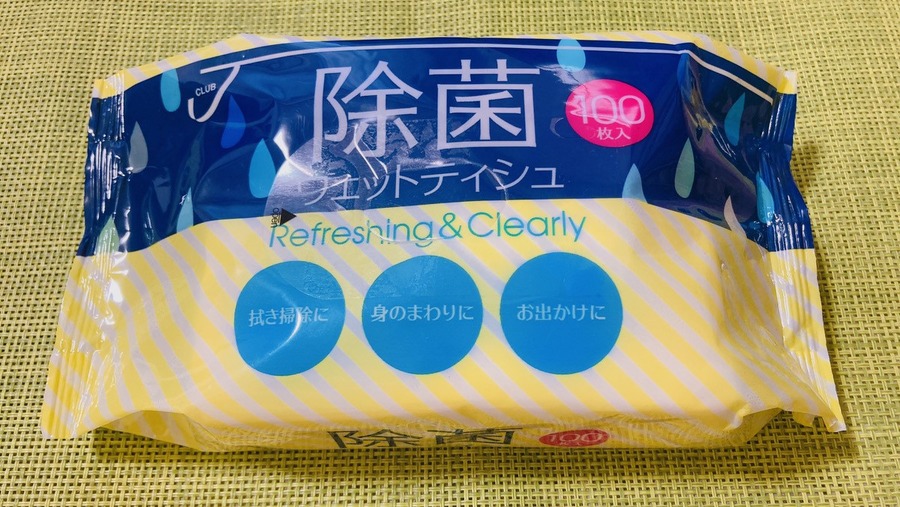 CLUB
J
除菌
100
枚入
ウェットティシュ
Refreshing & Clearly
拭き掃除に
身のまわりに
お出かけに
除菌
100